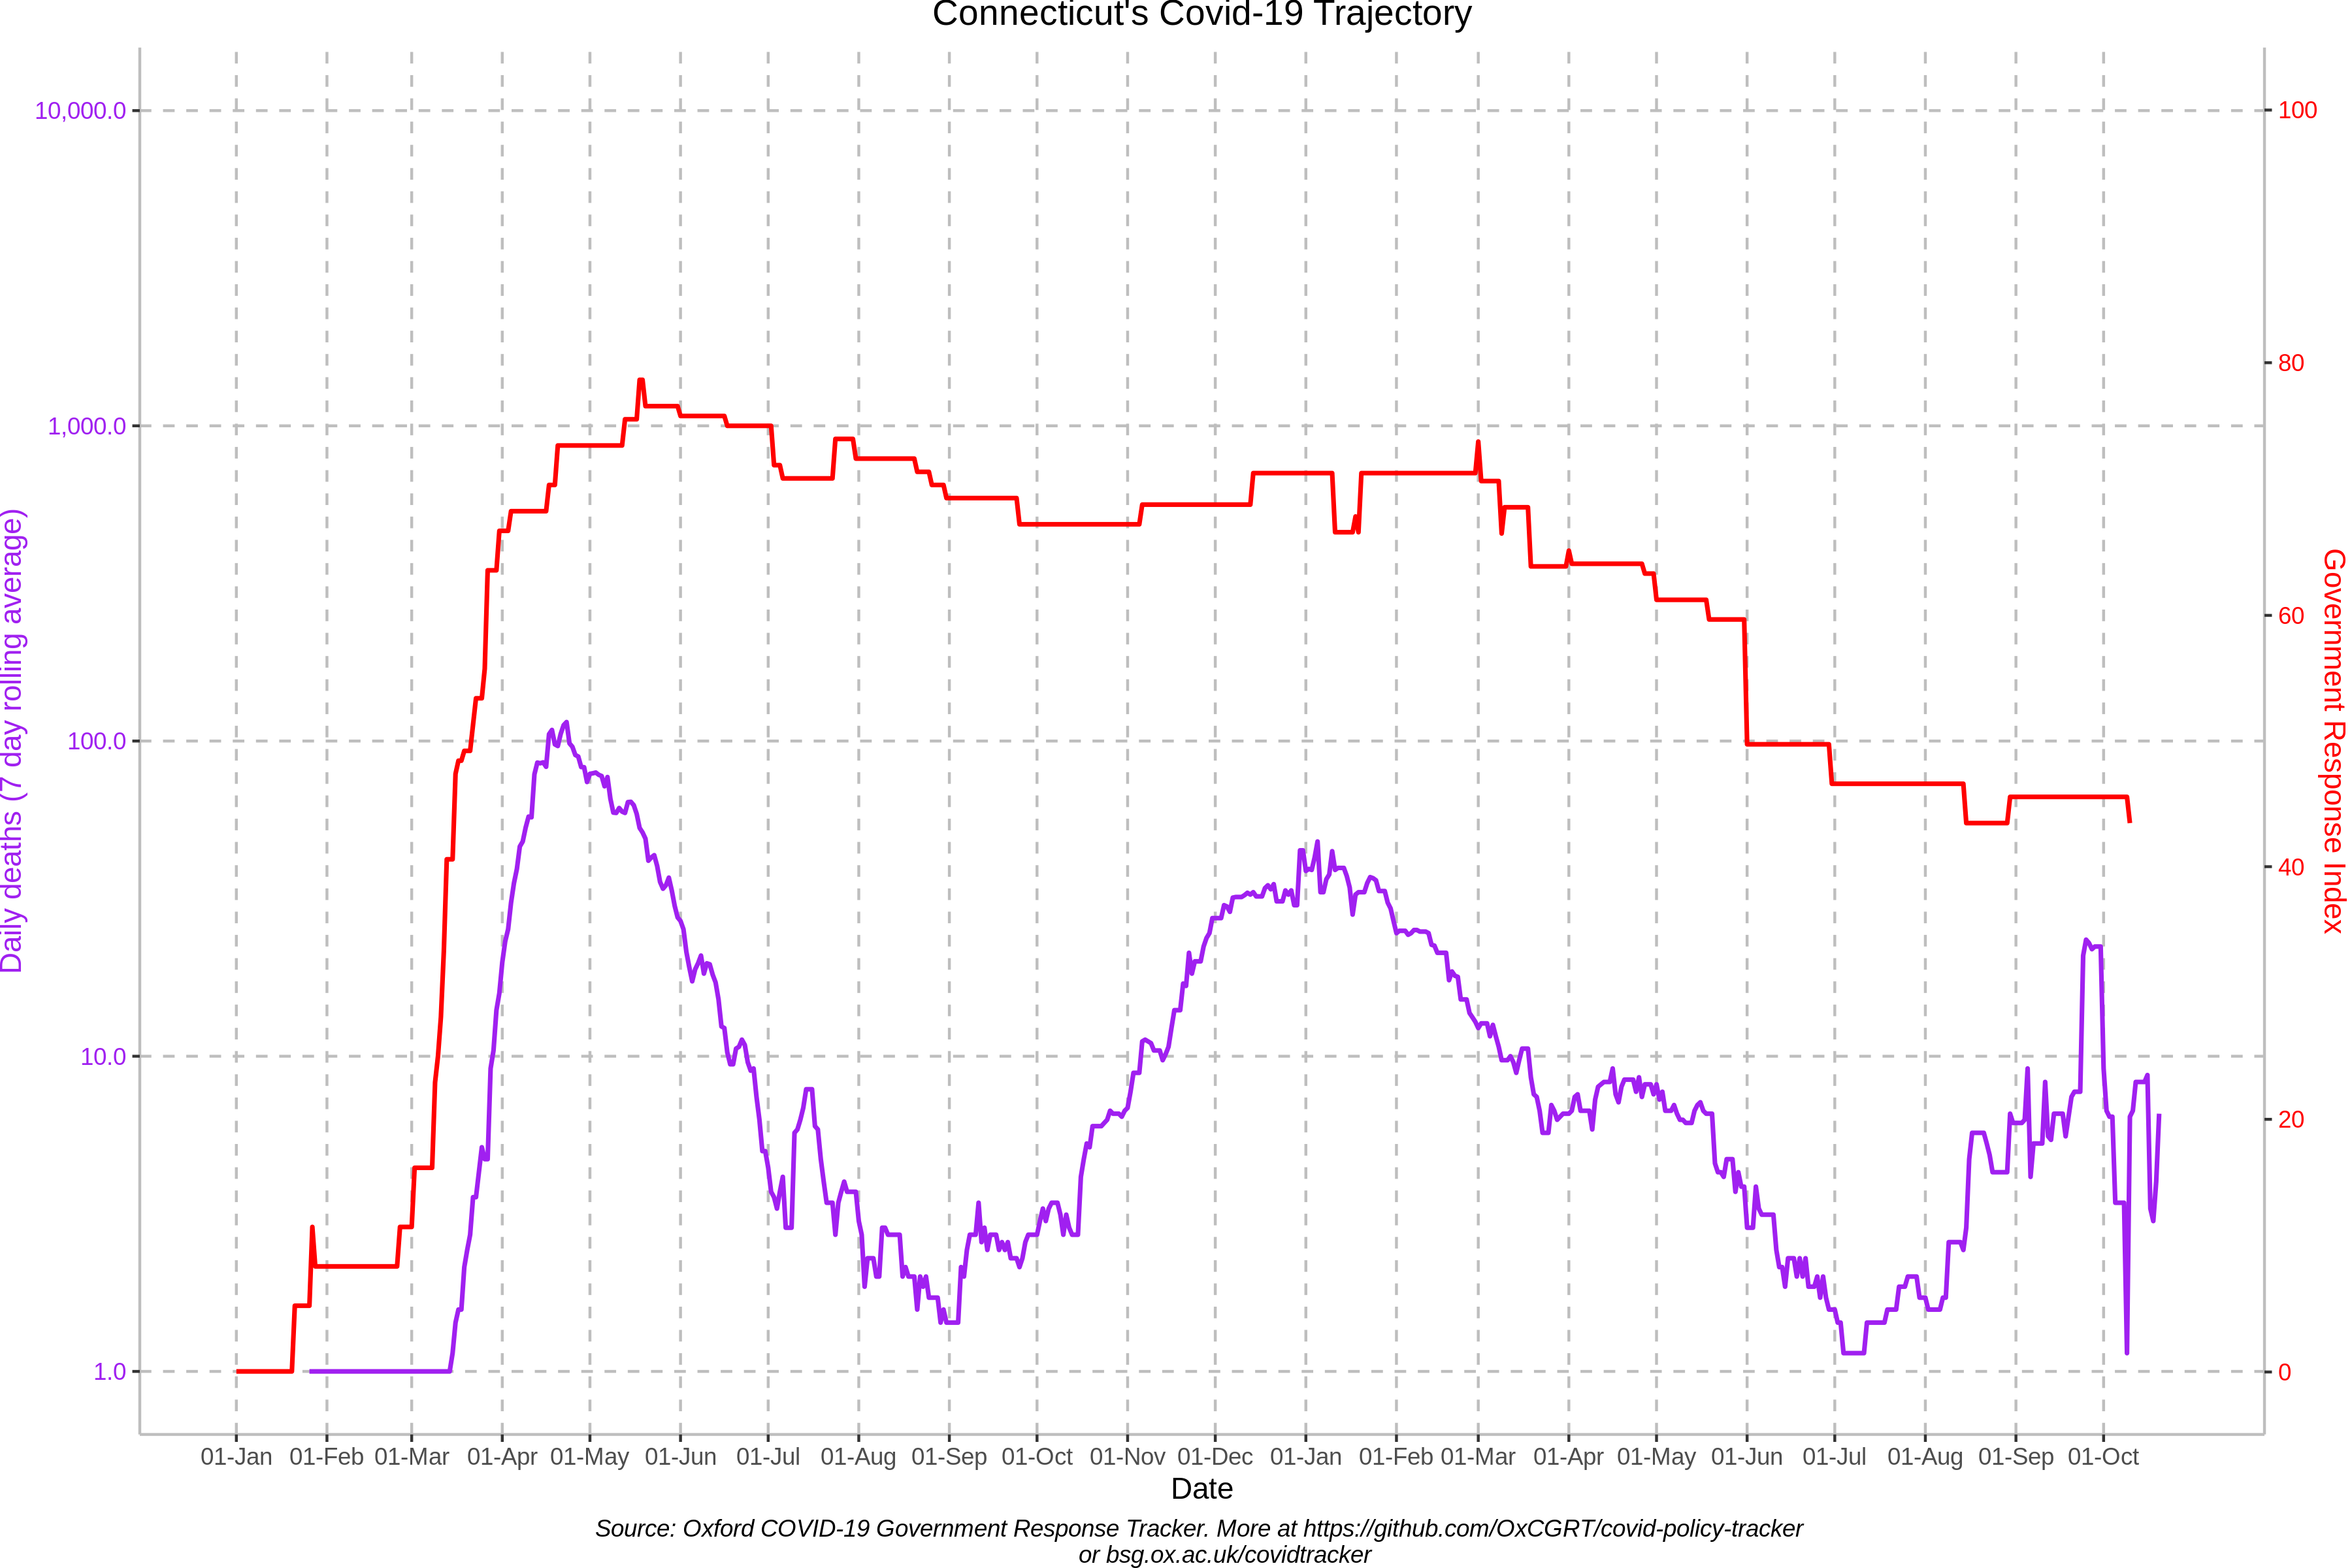 Connecticut's Covid-19 Trajectory
10,000.0
1,000.0
100.0
10.0
1.0
Daily deaths (7 day rolling average)
100
80
60
40
20
0
Government Response Index
01-Jan 01-Feb 01-Mar 01-Apr 01-May 01-Jun 01-Jul 01-Aug 01-Sep 01-Oct 01-Nov 01-Dec 01-Jan 01-Feb 01-Mar 01-Apr 01-May 01-Jun 01-Jul 01-Aug 01-Sep 01-Oct
Date
Source: Oxford COVID-19 Government Response Tracker. More at https://github.com/OxCGRT/covid-policy-tracker
or bsg.ox.ac.uk/covidtracker